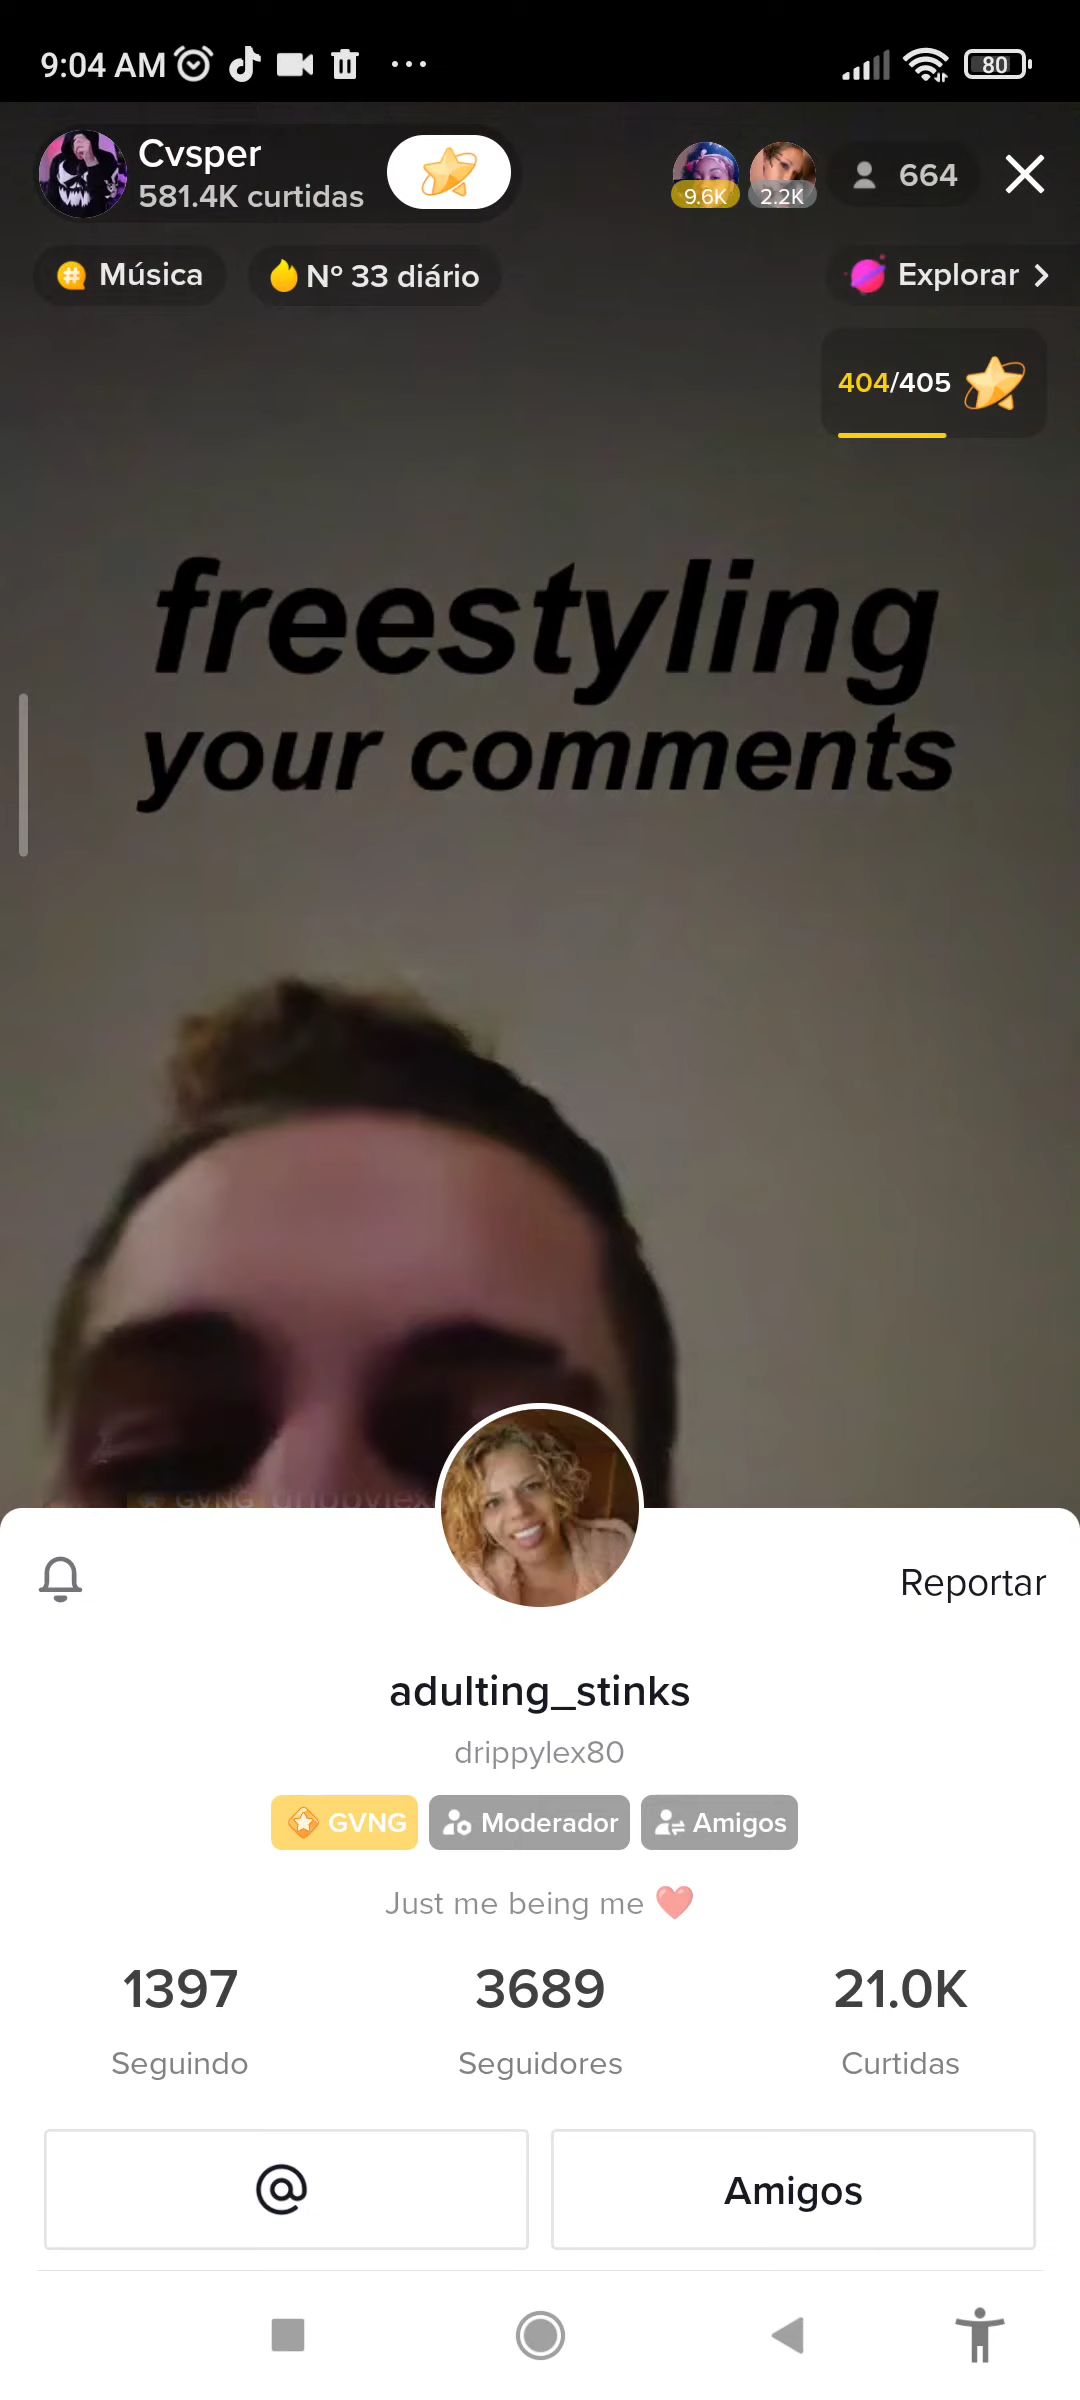 9:04 AM
80
Cvsper
581.4K curtidas
9.6K
2.2K
664
Música
Nº 33 diário
Explorar
404/405
freestyling
your comments
GVNG drippylex
Reportar
adulting_stinks
drippylex80
GVNG
Moderador
Amigos
Just me being me
1397
3689
21.0K
Seguindo
Seguidores
Curtidas
@
Amigos